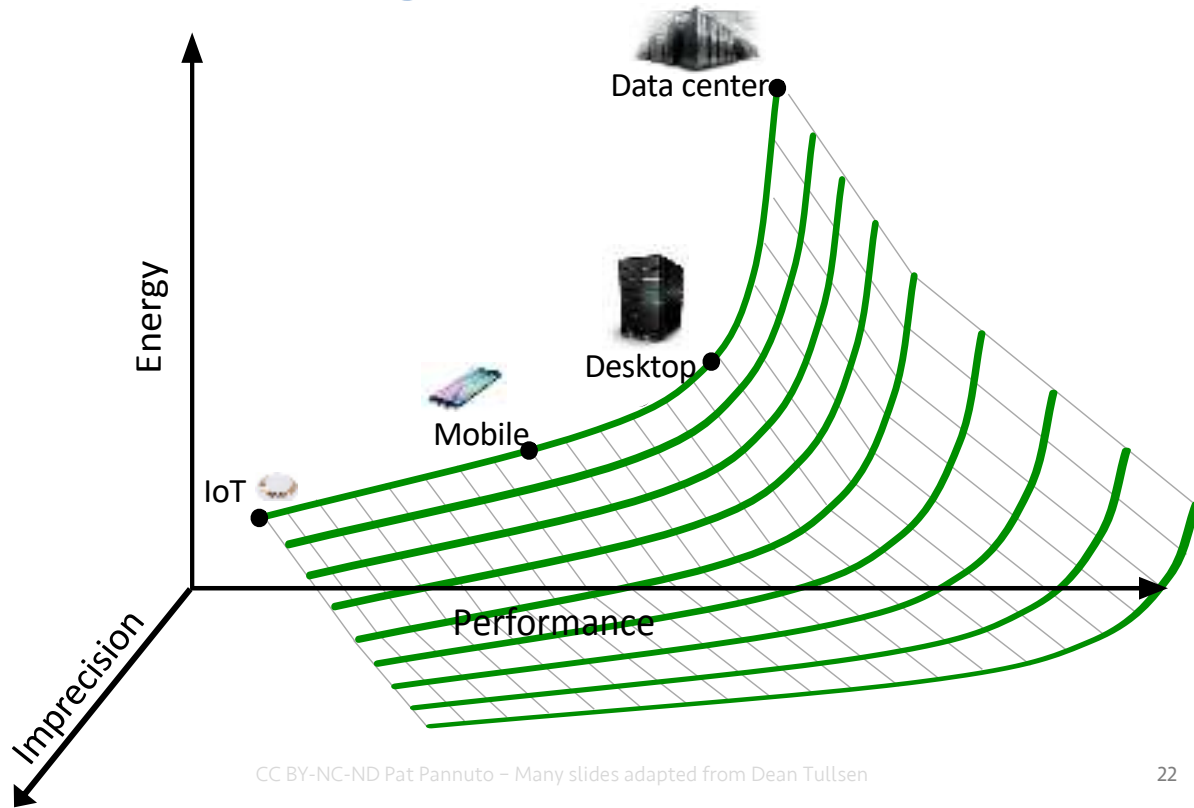 Data center
Energy
Desktop
Mobile
IoT
Performance
Imprecision
CC BY-NC-ND Pat Pannuto – Many slides adapted from Dean Tullsen
22